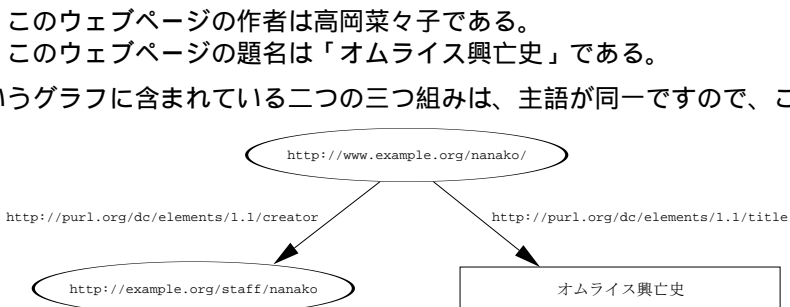 このウェブページの作者は高岡菜々子である。
このウェブページの題名は「オムライス興亡史」である。
いうグラフに含まれている二つの三つ組みは、主語が同一ですので、こ
http://www.example.org/nanako/
http://purl.org/dc/elements/1.1/creator
http://purl.org/dc/elements/1.1/title
http://example.org/staff/nanako
オムライス興亡史